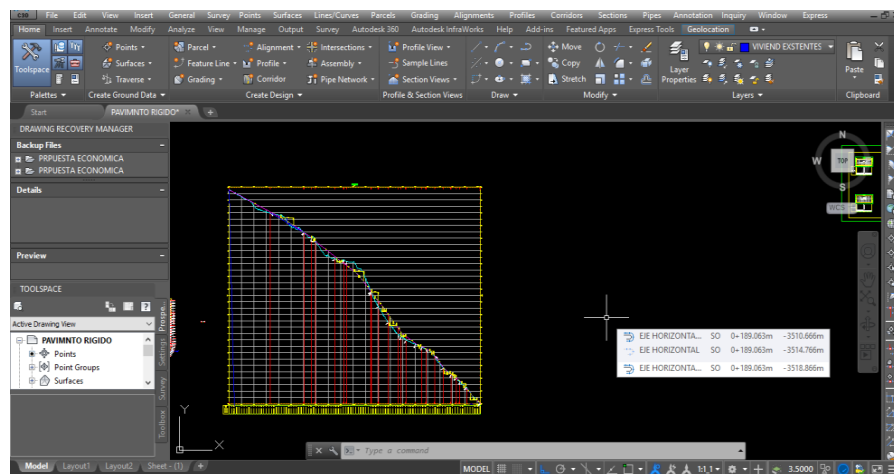 C3D File Edit View Insert General Survey Points Surfaces Lines/Curves Parcels Grading Alignments Profiles Corridors Sections Pipes Annotation Inquiry Window Express
Home Insert Annotate Modify Analyze View Manage Output Survey Autodesk 360 Autodesk InfraWorks Help Add-ins Featured Apps Express Tools Geolocation
Points Parcel Alignment Intersections Profile View Move VIVIEND EXSTENTES
Surfaces Feature Line Profile Assembly Sample Lines Copy
Toolspace Traverse Grading Corridor Pipe Network Section Views Stretch Layer Properties Paste
Palettes Create Ground Data Create Design Profile & Section Views Draw Modify Layers Clipboard
Start PAVIMNTO RIGIDO*
DRAWING RECOVERY MANAGER
Backup Files
PRPUESTA ECONOMICA
PRPUESTA ECONOMICA
Details
Preview
N
W TOP
S
WCS
TOOLSPACE
Active Drawing View
PAVIMNTO RIGIDO
Points
Point Groups
Surfaces
Prospe...
Settings
Survey
Toolbox
EJE HORIZONTA... SO 0+189.063m -3510.666m
EJE HORIZONTAL SO 0+189.063m -3514.766m
EJE HORIZONTA... SO 0+189.063m -3518.866m
Y
X
Type a command
Model Layout1 Layout2 Sheet - (1) + MODEL 1:1_1 3.5000